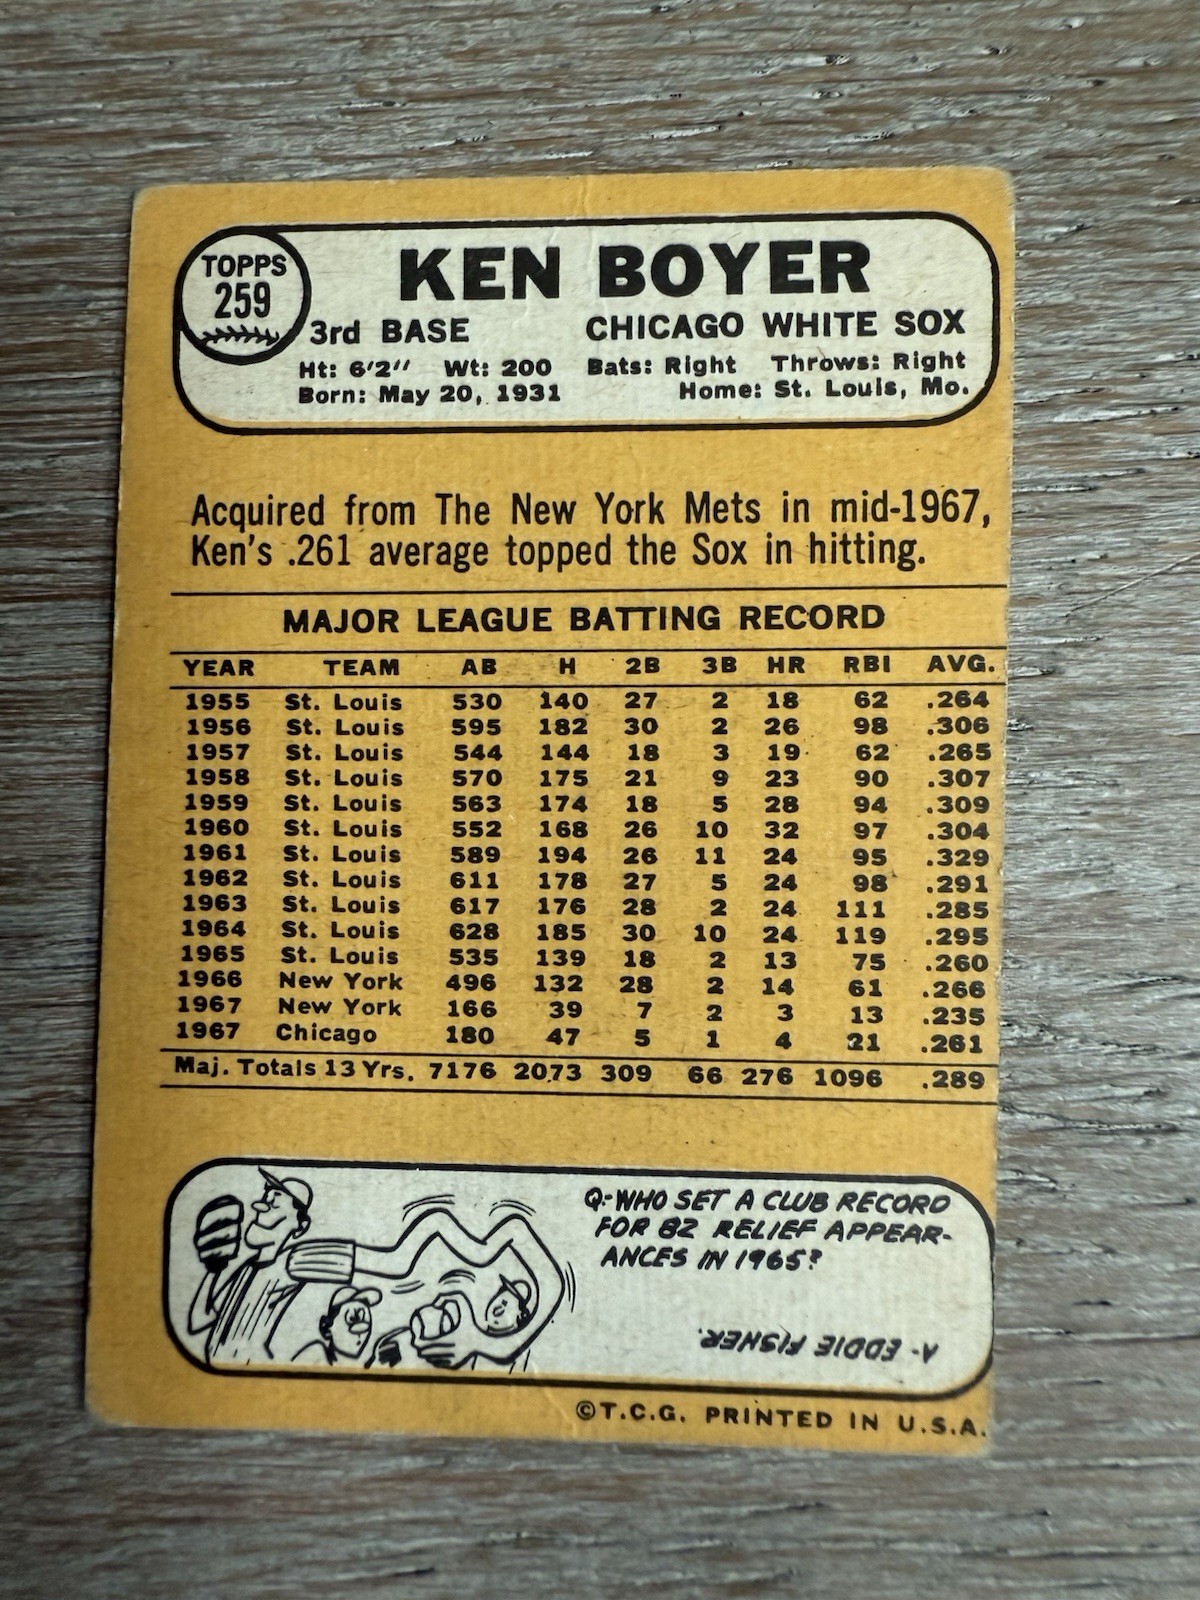 TOPPS
259
KEN BOYER
3rd BASE CHICAGO WHITE SOX
Ht: 6'2" Wt: 200 Bats: Right Throws: Right
Born: May 20, 1931 Home: St. Louis, Mo.
Acquired from The New York Mets in mid-1967,
Ken's .261 average topped the Sox in hitting.
MAJOR LEAGUE BATTING RECORD
YEAR TEAM AB H 2B 3B HR RBI AVG.
1955 St. Louis 530 140 27 2 18 62 .264
1956 St. Louis 595 182 30 2 26 98 .306
1957 St. Louis 544 144 18 3 19 62 .265
1958 St. Louis 570 175 21 9 23 90 .307
1959 St. Louis 563 174 18 5 28 94 .309
1960 St. Louis 552 168 26 10 32 97 .304
1961 St. Louis 589 194 26 11 24 95 .329
1962 St. Louis 611 178 27 5 24 98 .291
1963 St. Louis 617 176 28 2 24 111 .285
1964 St. Louis 628 185 30 10 24 119 .295
1965 St. Louis 535 139 18 2 13 75 .260
1966 New York 496 132 28 2 14 61 .266
1967 New York 166 39 7 2 3 13 .235
1967 Chicago 180 47 5 1 4 21 .261
Maj. Totals 13 Yrs. 7176 2073 309 66 276 1096 .289
Q-WHO SET A CLUB RECORD
FOR 82 RELIEF APPEAR-
ANCES IN 1965?
A- EDDIE FISHER.
©T.C.G. PRINTED IN U.S.A.